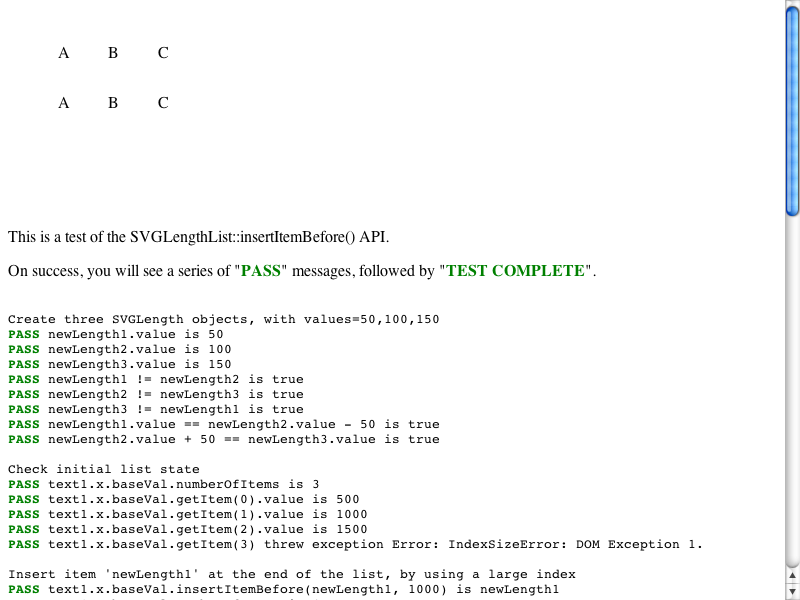 A B C
A B C
This is a test of the SVGLengthList::insertItemBefore() API.
On success, you will see a series of "PASS" messages, followed by "TEST COMPLETE".
Create three SVGLength objects, with values=50,100,150
PASS newLength1.value is 50
PASS newLength2.value is 100
PASS newLength3.value is 150
PASS newLength1 != newLength2 is true
PASS newLength2 != newLength3 is true
PASS newLength3 != newLength1 is true
PASS newLength1.value == newLength2.value - 50 is true
PASS newLength2.value + 50 == newLength3.value is true
Check initial list state
PASS text1.x.baseVal.numberOfItems is 3
PASS text1.x.baseVal.getItem(0).value is 500
PASS text1.x.baseVal.getItem(1).value is 1000
PASS text1.x.baseVal.getItem(2).value is 1500
PASS text1.x.baseVal.getItem(3) threw exception Error: IndexSizeError: DOM Exception 1.
Insert item 'newLength1' at the end of the list, by using a large index
PASS text1.x.baseVal.insertItemBefore(newLength1, 1000) is newLength1